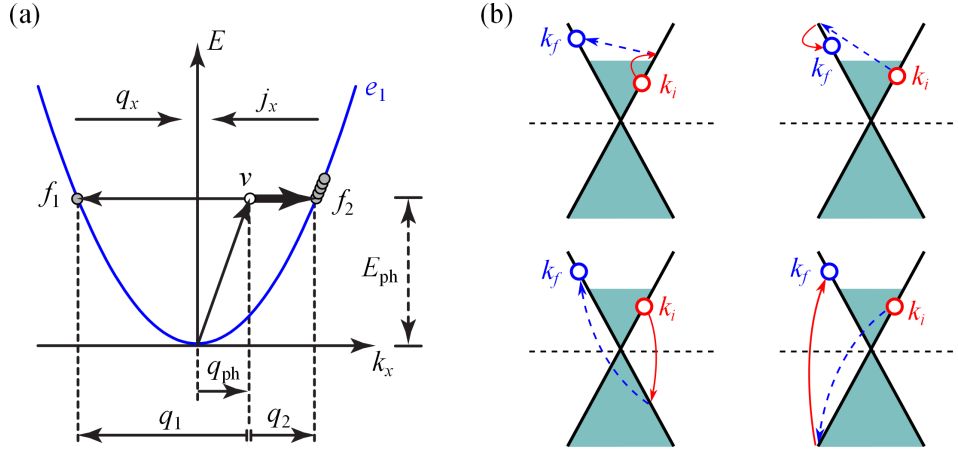 (a)
E
q_x
j_x
e_1
f_1
v
f_2
E_ph
k_x
q_ph
q_1
q_2
(b)
k_f
k_i
k_f
k_i
k_f
k_i
k_f
k_i